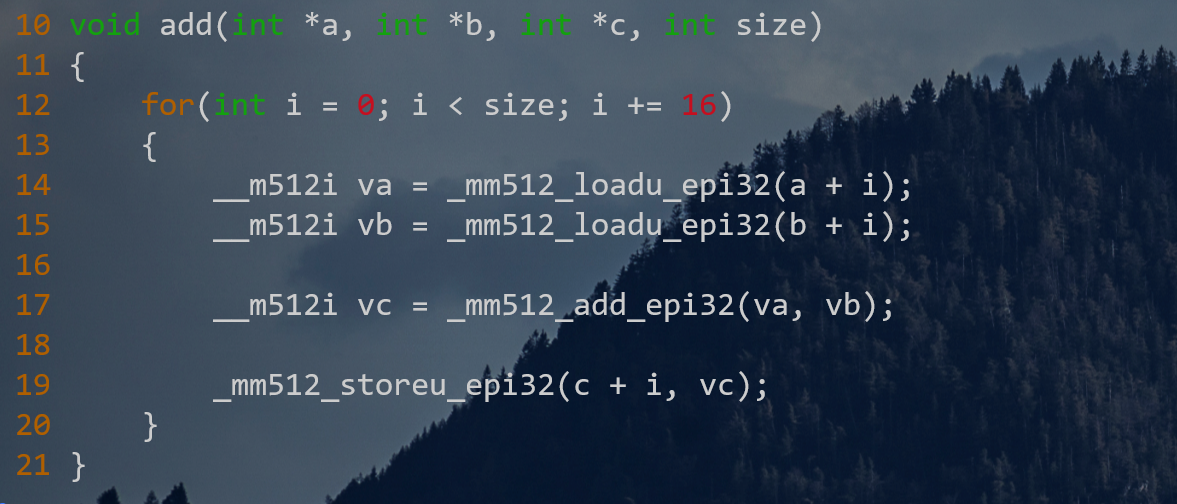 10 void add(int *a, int *b, int *c, int size)
11 {
12     for(int i = 0; i < size; i += 16)
13     {
14         __m512i va = _mm512_loadu_epi32(a + i);
15         __m512i vb = _mm512_loadu_epi32(b + i);
16
17         __m512i vc = _mm512_add_epi32(va, vb);
18
19         _mm512_storeu_epi32(c + i, vc);
20     }
21 }